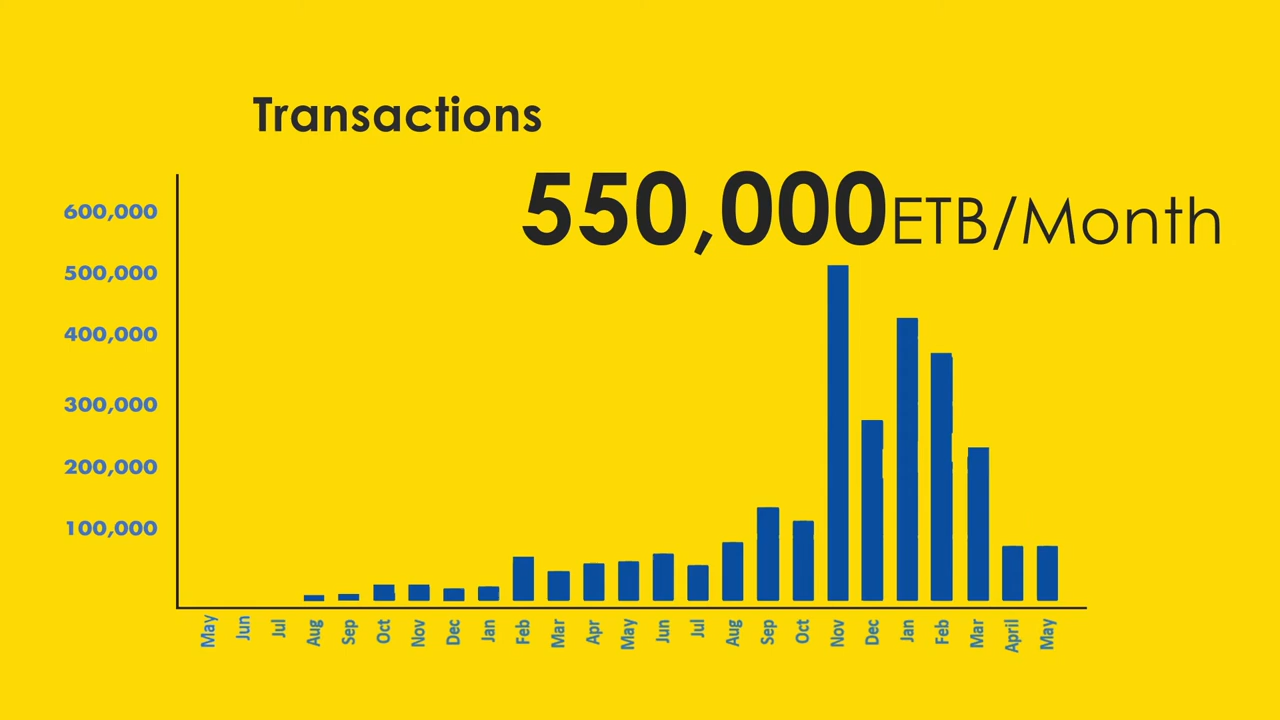 Transactions
550,000ETB/Month
600,000
500,000
400,000
300,000
200,000
100,000
May Jun Jul Aug Sep Oct Nov Dec Jan Feb Mar Apr May Jun Jul Aug Sep Oct Nov Dec Jan Feb Mar April May